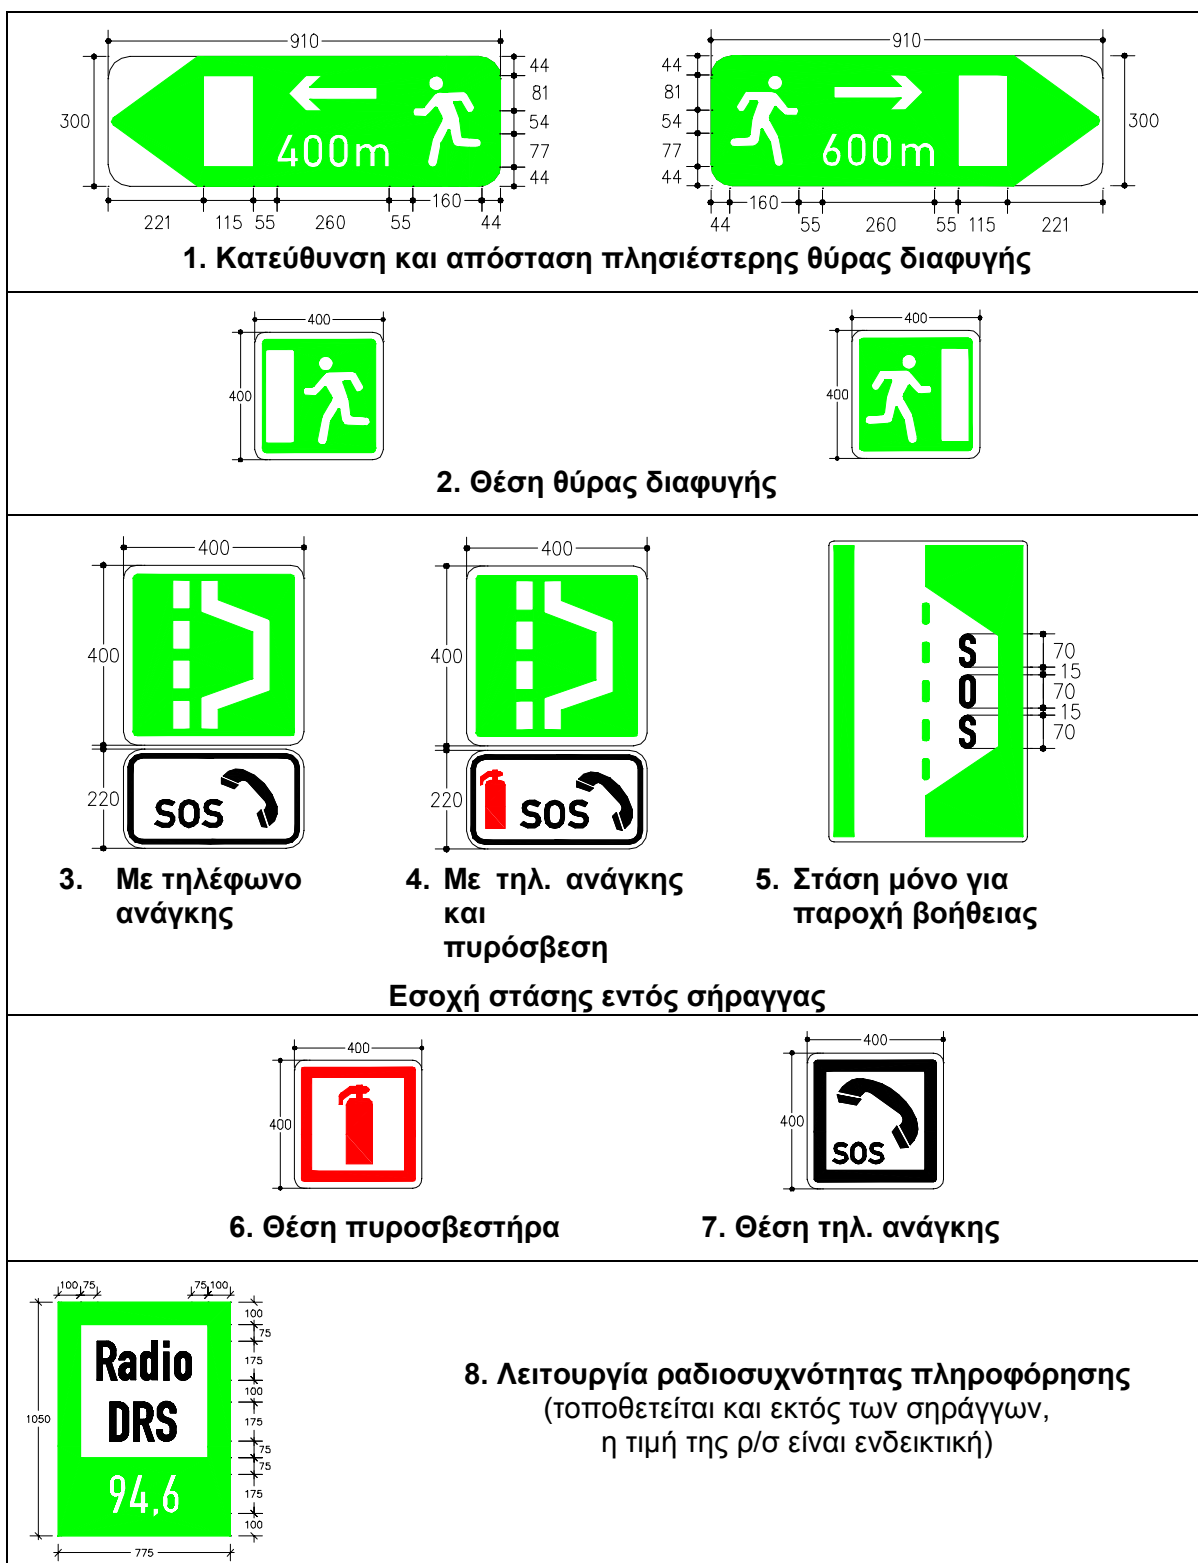 910
910
44
81
54
77
44
300
400m
221
115
55
260
55
160
44
44
81
54
77
44
300
600m
44
160
55
260
55
115
221
1. Κατεύθυνση και απόσταση πλησιέστερης θύρας διαφυγής
400
400
400
400
2. Θέση θύρας διαφυγής
400
400
220
SOS
400
400
220
SOS
S
O
S
70
15
70
15
70
3. Με τηλέφωνο
ανάγκης
4. Με τηλ. ανάγκης
και
πυρόσβεση
5. Στάση μόνο για
παροχή βοήθειας
Εσοχή στάσης εντός σήραγγας
400
400
400
400
SOS
6. Θέση πυροσβεστήρα
7. Θέση τηλ. ανάγκης
100 75
75 100
Radio
DRS
94,6
1050
100
75
175
100
175
75
75
175
100
775
8. Λειτουργία ραδιοσυχνότητας πληροφόρησης
(τοποθετείται και εκτός των σηράγγων,
η τιμή της ρ/σ είναι ενδεικτική)